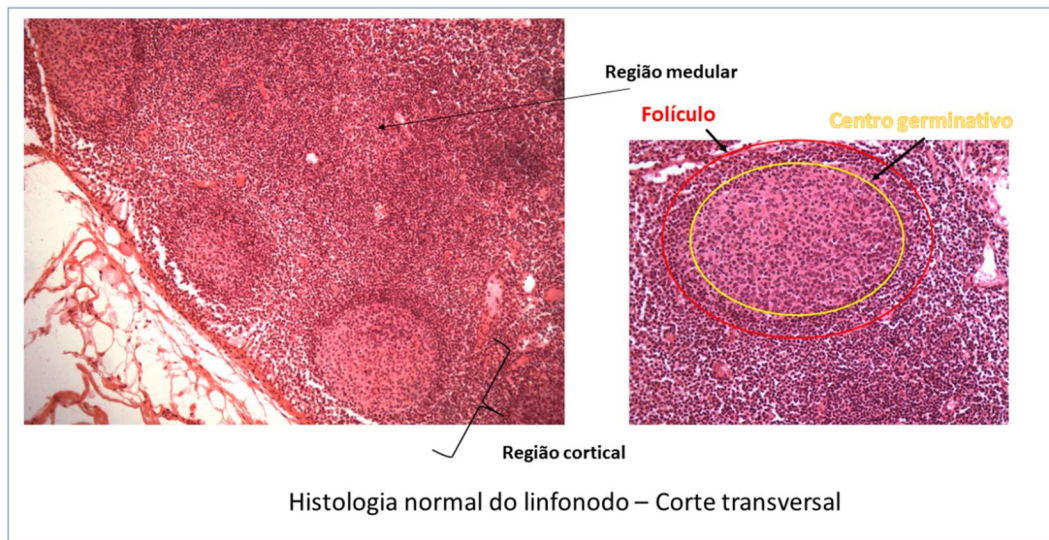 Região medular
Folículo
Centro germinativo
Região cortical
Histologia normal do linfonodo – Corte transversal